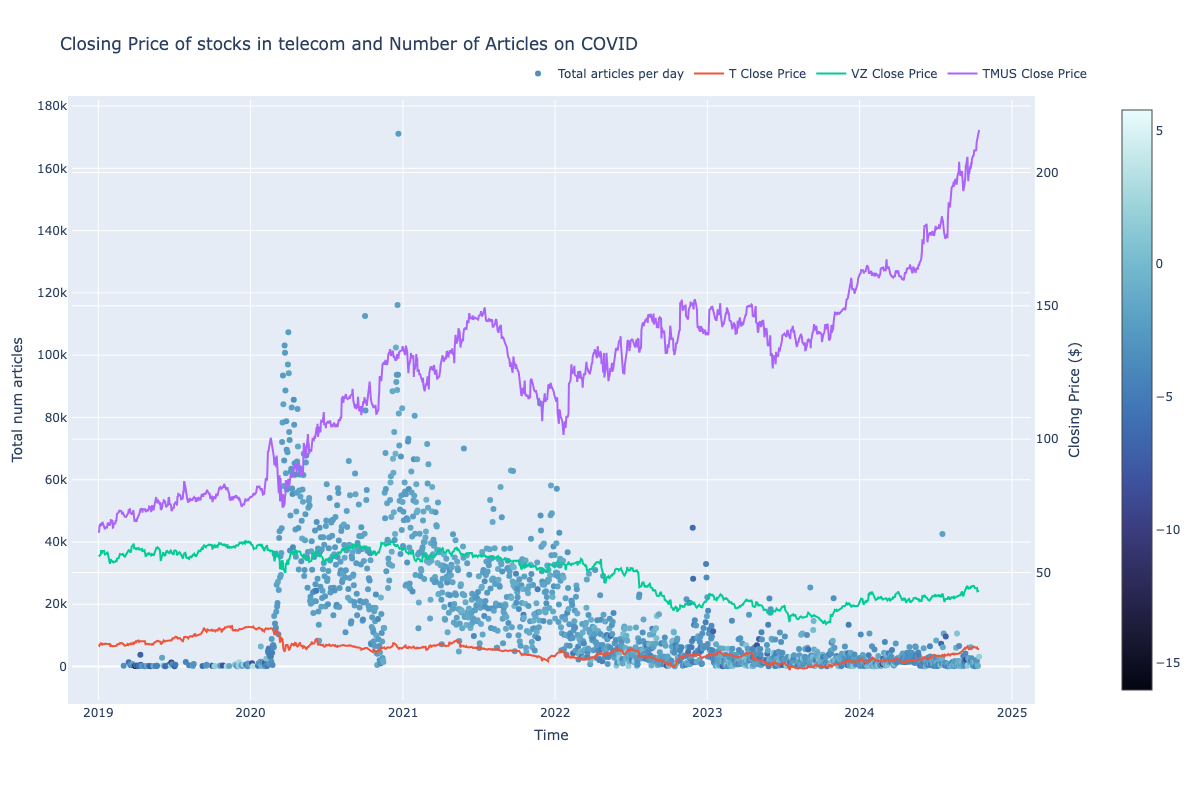 Closing Price of stocks in telecom and Number of Articles on COVID
Total articles per day T Close Price VZ Close Price TMUS Close Price
180k
160k
140k
120k
100k
80k
60k
40k
20k
0
Total num articles
200
150
100
50
Closing Price ($)
5
0
−5
−10
−15
2019 2020 2021 2022 2023 2024 2025
Time